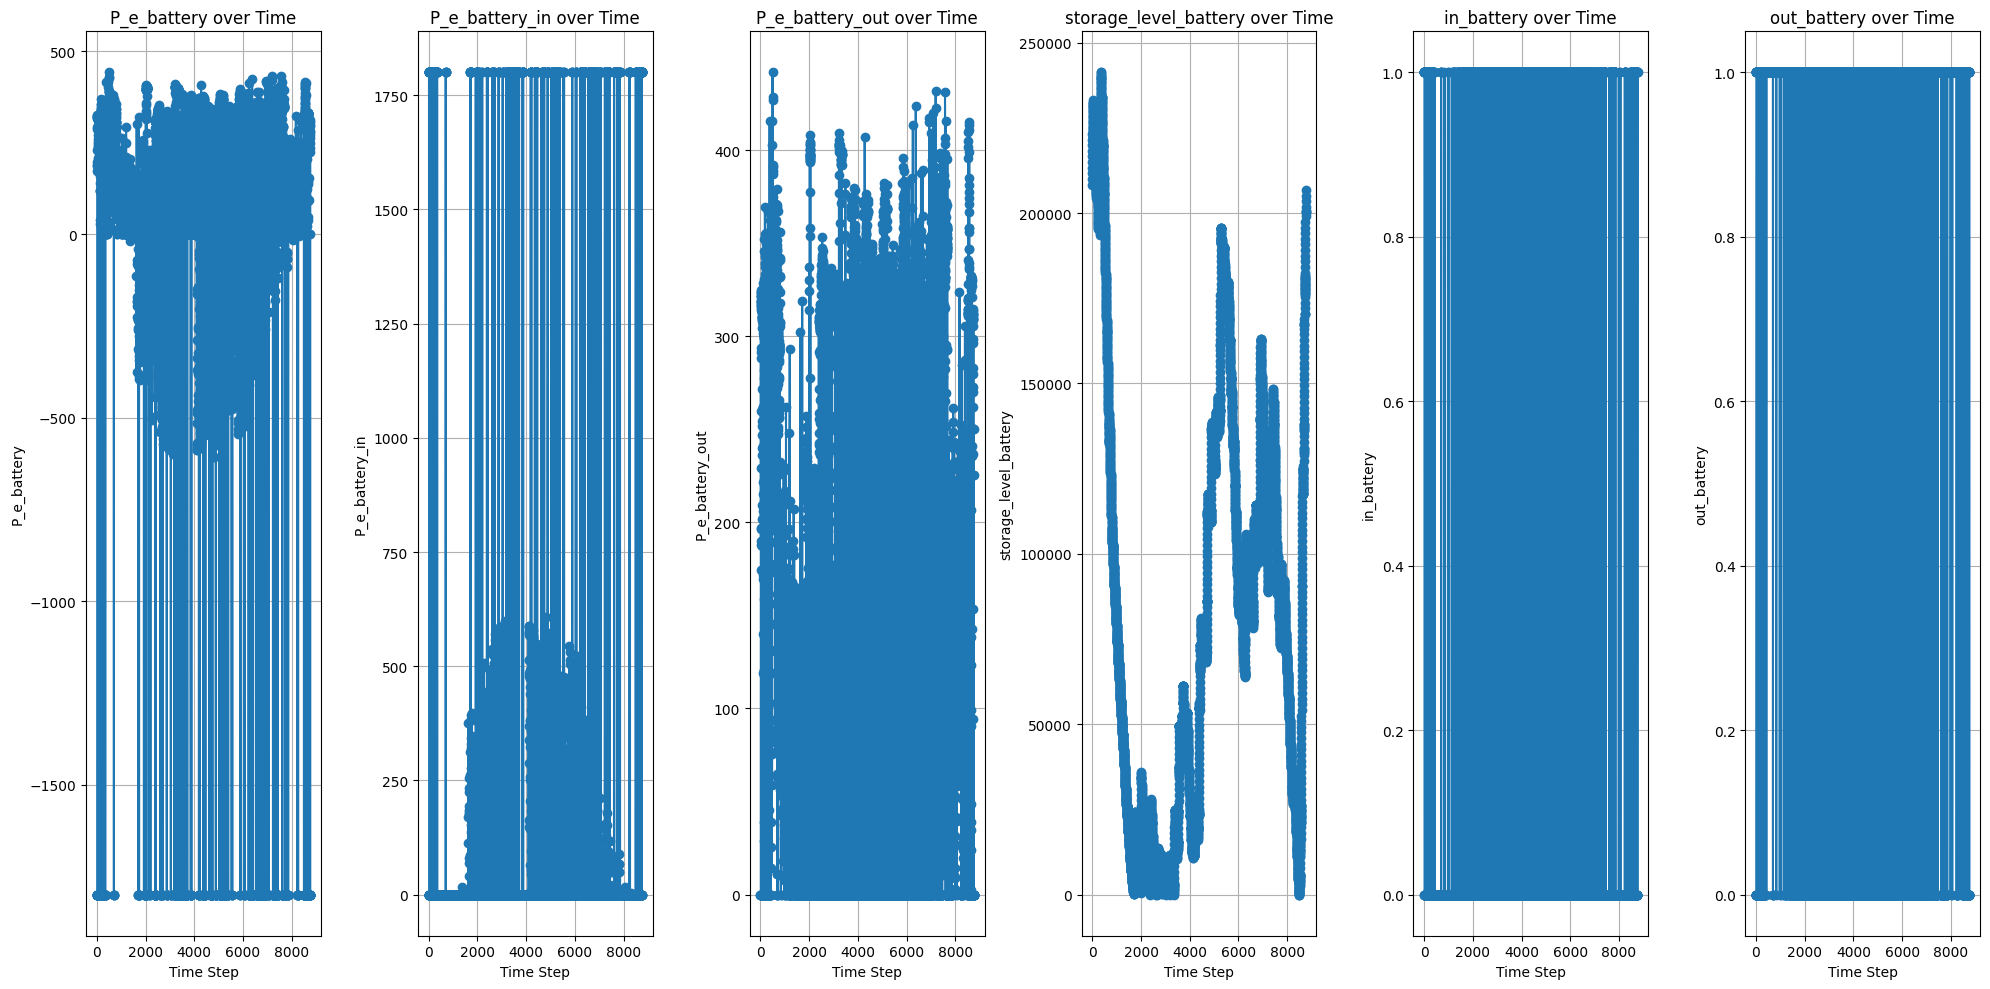 P_e_battery over Time
P_e_battery
500
0
−500
−1000
−1500
0 2000 4000 6000 8000
Time Step
P_e_battery_in over Time
P_e_battery_in
1750
1500
1250
1000
750
500
250
0
0 2000 4000 6000 8000
Time Step
P_e_battery_out over Time
P_e_battery_out
400
300
200
100
0
0 2000 4000 6000 8000
Time Step
storage_level_battery over Time
storage_level_battery
250000
200000
150000
100000
50000
0
0 2000 4000 6000 8000
Time Step
in_battery over Time
in_battery
1.0
0.8
0.6
0.4
0.2
0.0
0 2000 4000 6000 8000
Time Step
out_battery over Time
out_battery
1.0
0.8
0.6
0.4
0.2
0.0
0 2000 4000 6000 8000
Time Step